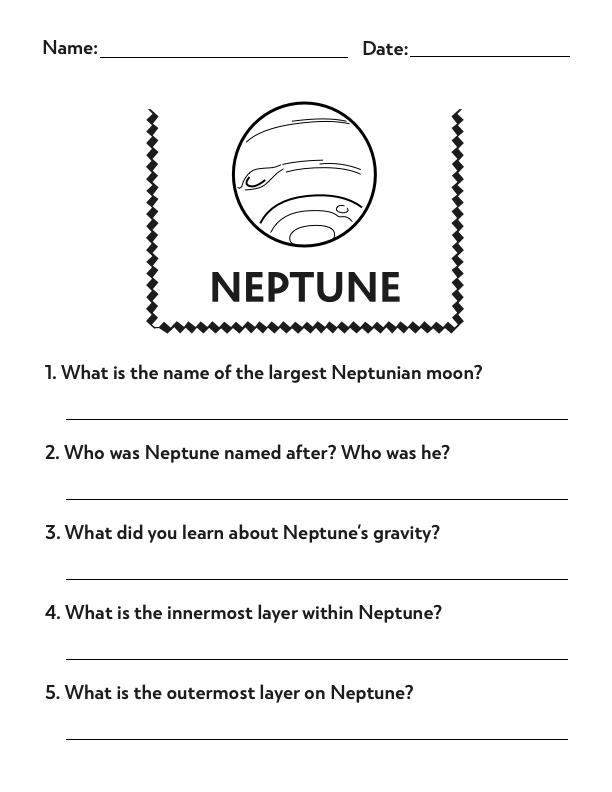 Name: Date:
NEPTUNE
1. What is the name of the largest Neptunian moon?
2. Who was Neptune named after? Who was he?
3. What did you learn about Neptune's gravity?
4. What is the innermost layer within Neptune?
5. What is the outermost layer on Neptune?